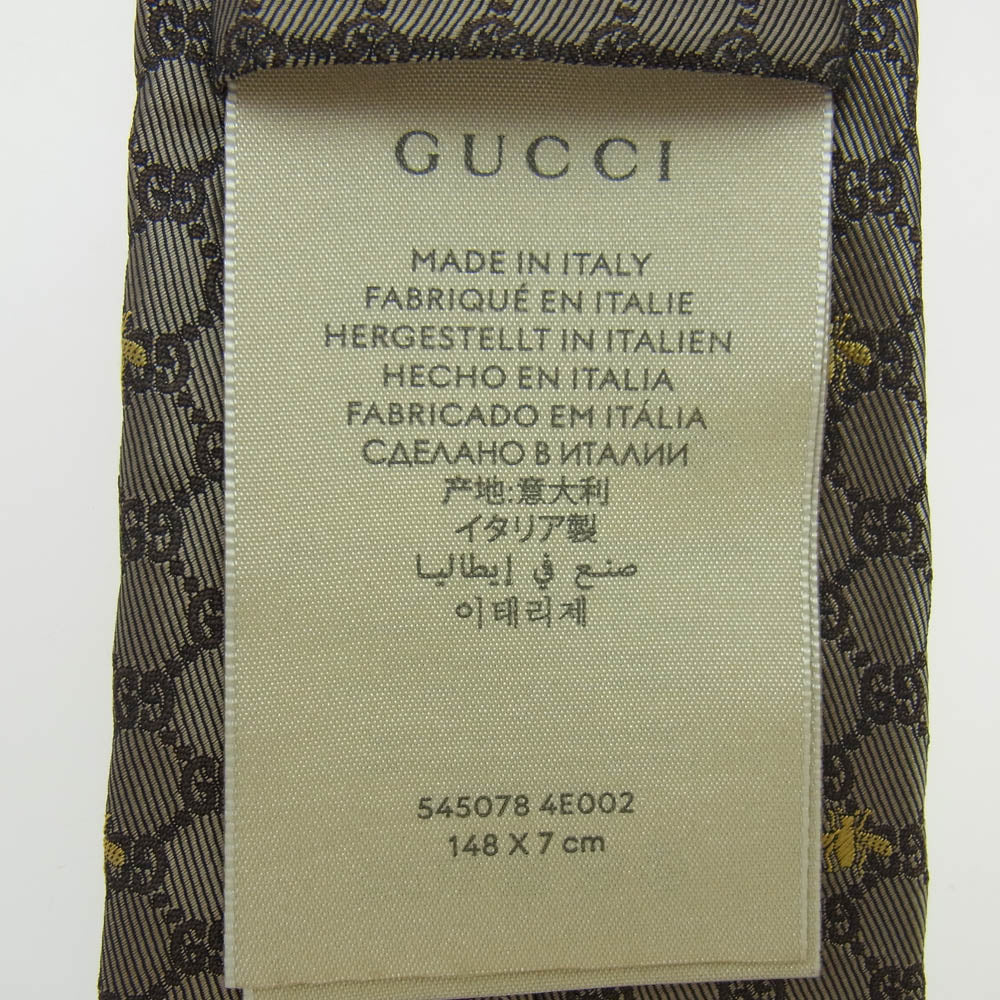 GUCCI
MADE IN ITALY
FABRIQUÉ EN ITALIE
HERGESTELLT IN ITALIEN
HECHO EN ITALIA
FABRICADO EM ITÁLIA
СДЕЛАНО В ИТАЛИИ
产地:意大利
イタリア製
صنع في إيطاليا
이태리제
545078 4E002
148 X 7 cm